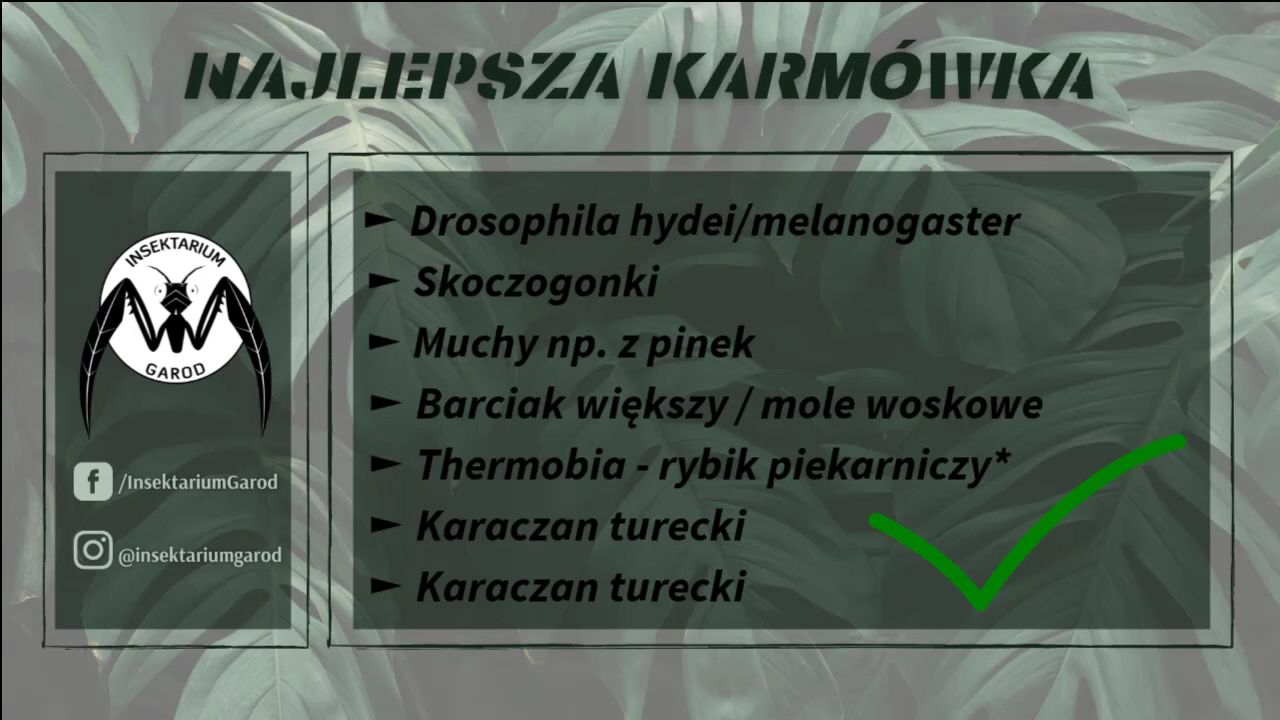 NAJLEPSZA KARMÓWKA
INSEKTARIUM
GAROD
/InsektariumGarod
@insektariumgarod
► Drosophila hydei/melanogaster
► Skoczogonki
► Muchy np. z pinek
► Barciak większy / mole woskowe
► Thermobia - rybik piekarniczy*
► Karaczan turecki
► Karaczan turecki